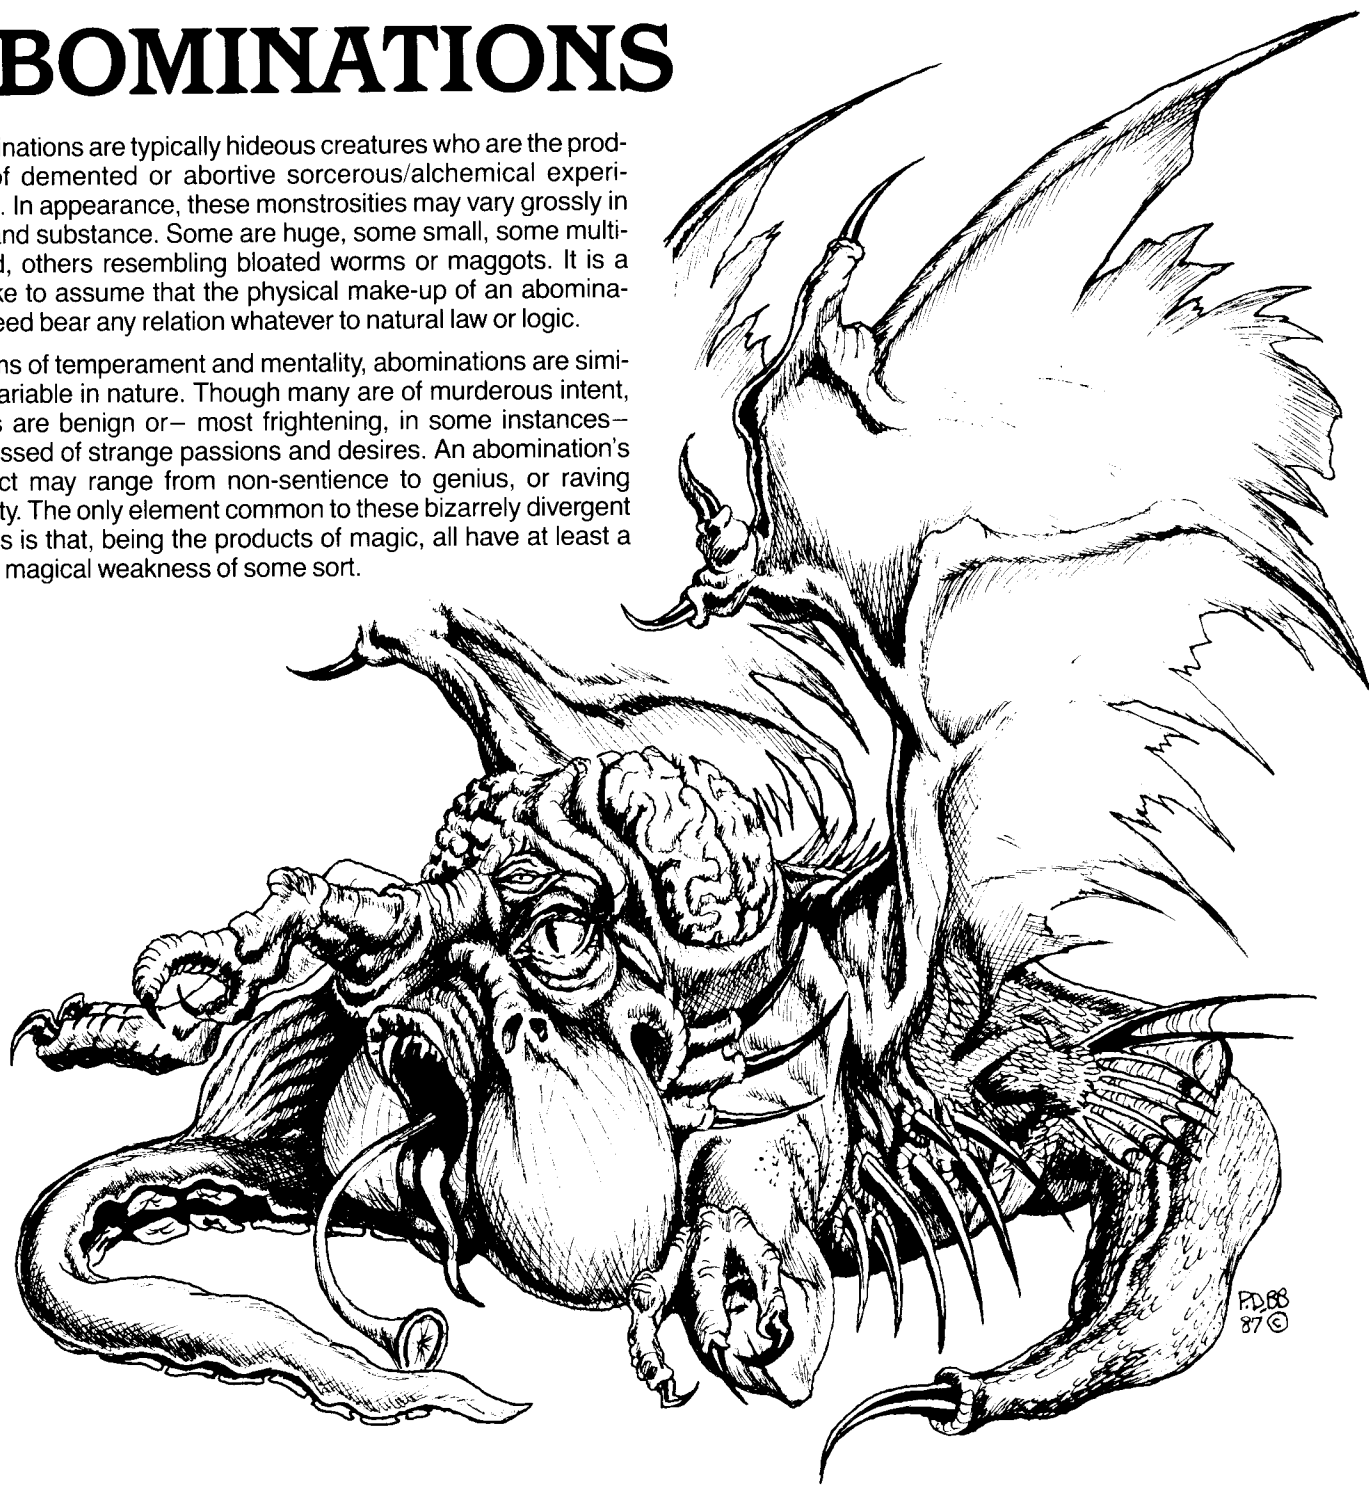 BOMINATIONS
nations are typically hideous creatures who are the prod-
of demented or abortive sorcerous/alchemical experi-
. In appearance, these monstrosities may vary grossly in
nd substance. Some are huge, some small, some multi-
d, others resembling bloated worms or maggots. It is a
ke to assume that the physical make-up of an abomina-
eed bear any relation whatever to natural law or logic.
ns of temperament and mentality, abominations are simi-
ariable in nature. Though many are of murderous intent,
s are benign or— most frightening, in some instances—
ssed of strange passions and desires. An abomination's
ct may range from non-sentience to genius, or raving
ty. The only element common to these bizarrely divergent
s is that, being the products of magic, all have at least a
magical weakness of some sort.
P.D.BB
87 ©